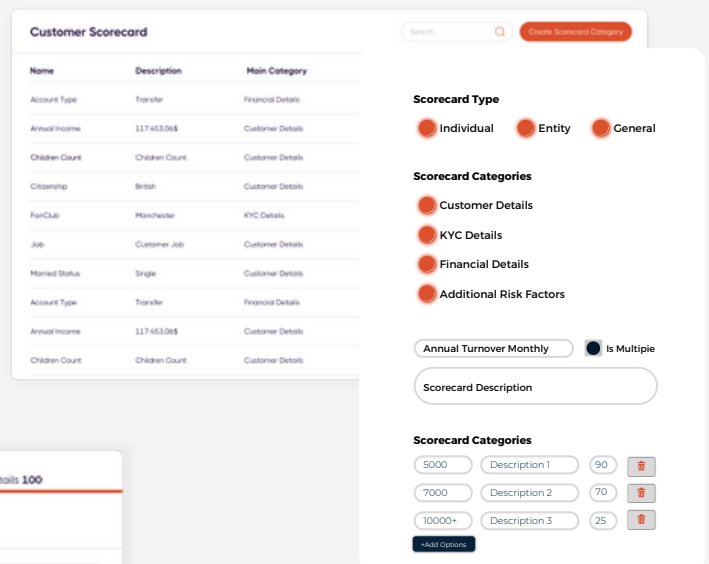 Customer Scorecard
Search
Create Scorecard Category
Name Description Main Category
Account Type Transfer Financial Details
Annual Income 117.453,06$ Customer Details
Children Count Children Count Customer Details
Citizenship British Customer Details
FanClub Manchester KYC Details
Job Customer Job Customer Details
Married Status Single Customer Details
Account Type Transfer Financial Details
Annual Income 117.453,06$ Customer Details
Children Count Children Count Customer Details
Scorecard Type
Individual Entity General
Scorecard Categories
Customer Details
KYC Details
Financial Details
Additional Risk Factors
Annual Turnover Monthly Is Multipie
Scorecard Description
Scorecard Categories
5000 Description 1 90
7000 Description 2 70
10000+ Description 3 25
+Add Options
tails 100